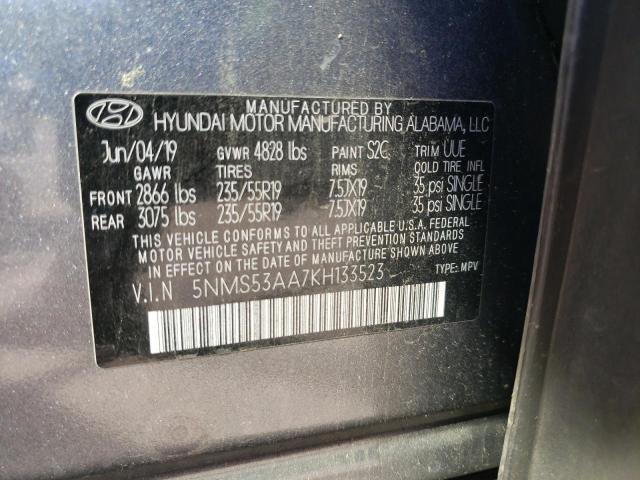 MANUFACTURED BY
HYUNDAI MOTOR MANUFACTURING ALABAMA, LLC
Jun/04/19 GVWR 4828 lbs PAINT S2C TRIM UUE
GAWR TIRES RIMS COLD TIRE INFL
FRONT 2866 lbs 235/55R19 7.5JX19 35 psi SINGLE
REAR 3075 lbs 235/55R19 7.5JX19 35 psi SINGLE
THIS VEHICLE CONFORMS TO ALL APPLICABLE U.S.A. FEDERAL
MOTOR VEHICLE SAFETY, BUMPER, AND THEFT PREVENTION STANDARDS
IN EFFECT ON THE DATE OF MANUFACTURE SHOWN ABOVE.
V.I.N 5NMS53AA7KH133523 TYPE: MPV